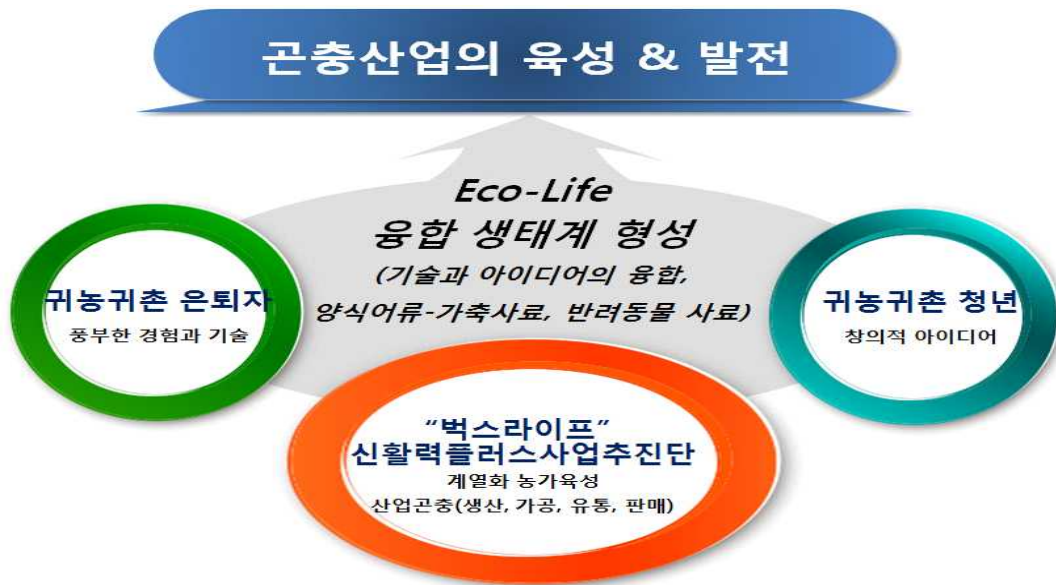 곤충산업의 육성 & 발전
Eco-Life
융합 생태계 형성
(기술과 아이디어의 융합,
양식어류-가축사료, 반려동물 사료)
귀농귀촌 은퇴자
풍부한 경험과 기술
귀농귀촌 청년
창의적 아이디어
“벅스라이프”
신활력플러스사업추진단
계열화 농가육성
산업곤충(생산, 가공, 유통, 판매)